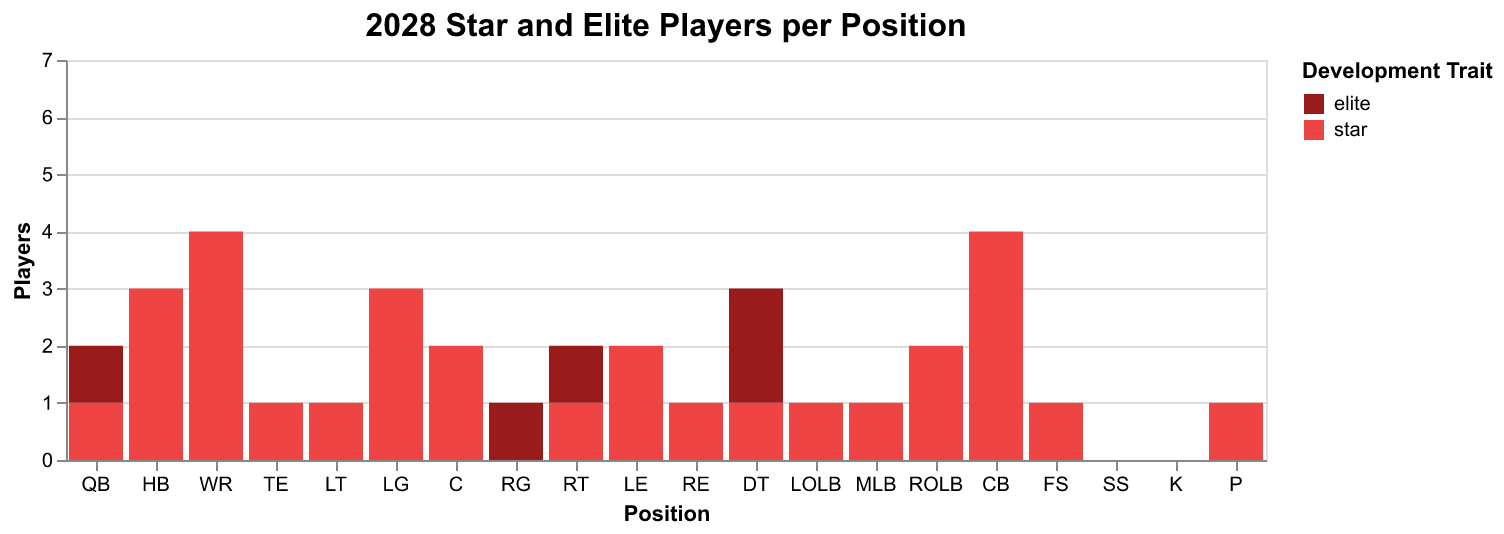 2028 Star and Elite Players per Position
Development Trait
elite
star
Players
7
6
5
4
3
2
1
0
QB HB WR TE LT LG C RG RT LE RE DT LOLB MLB ROLB CB FS SS K P
Position